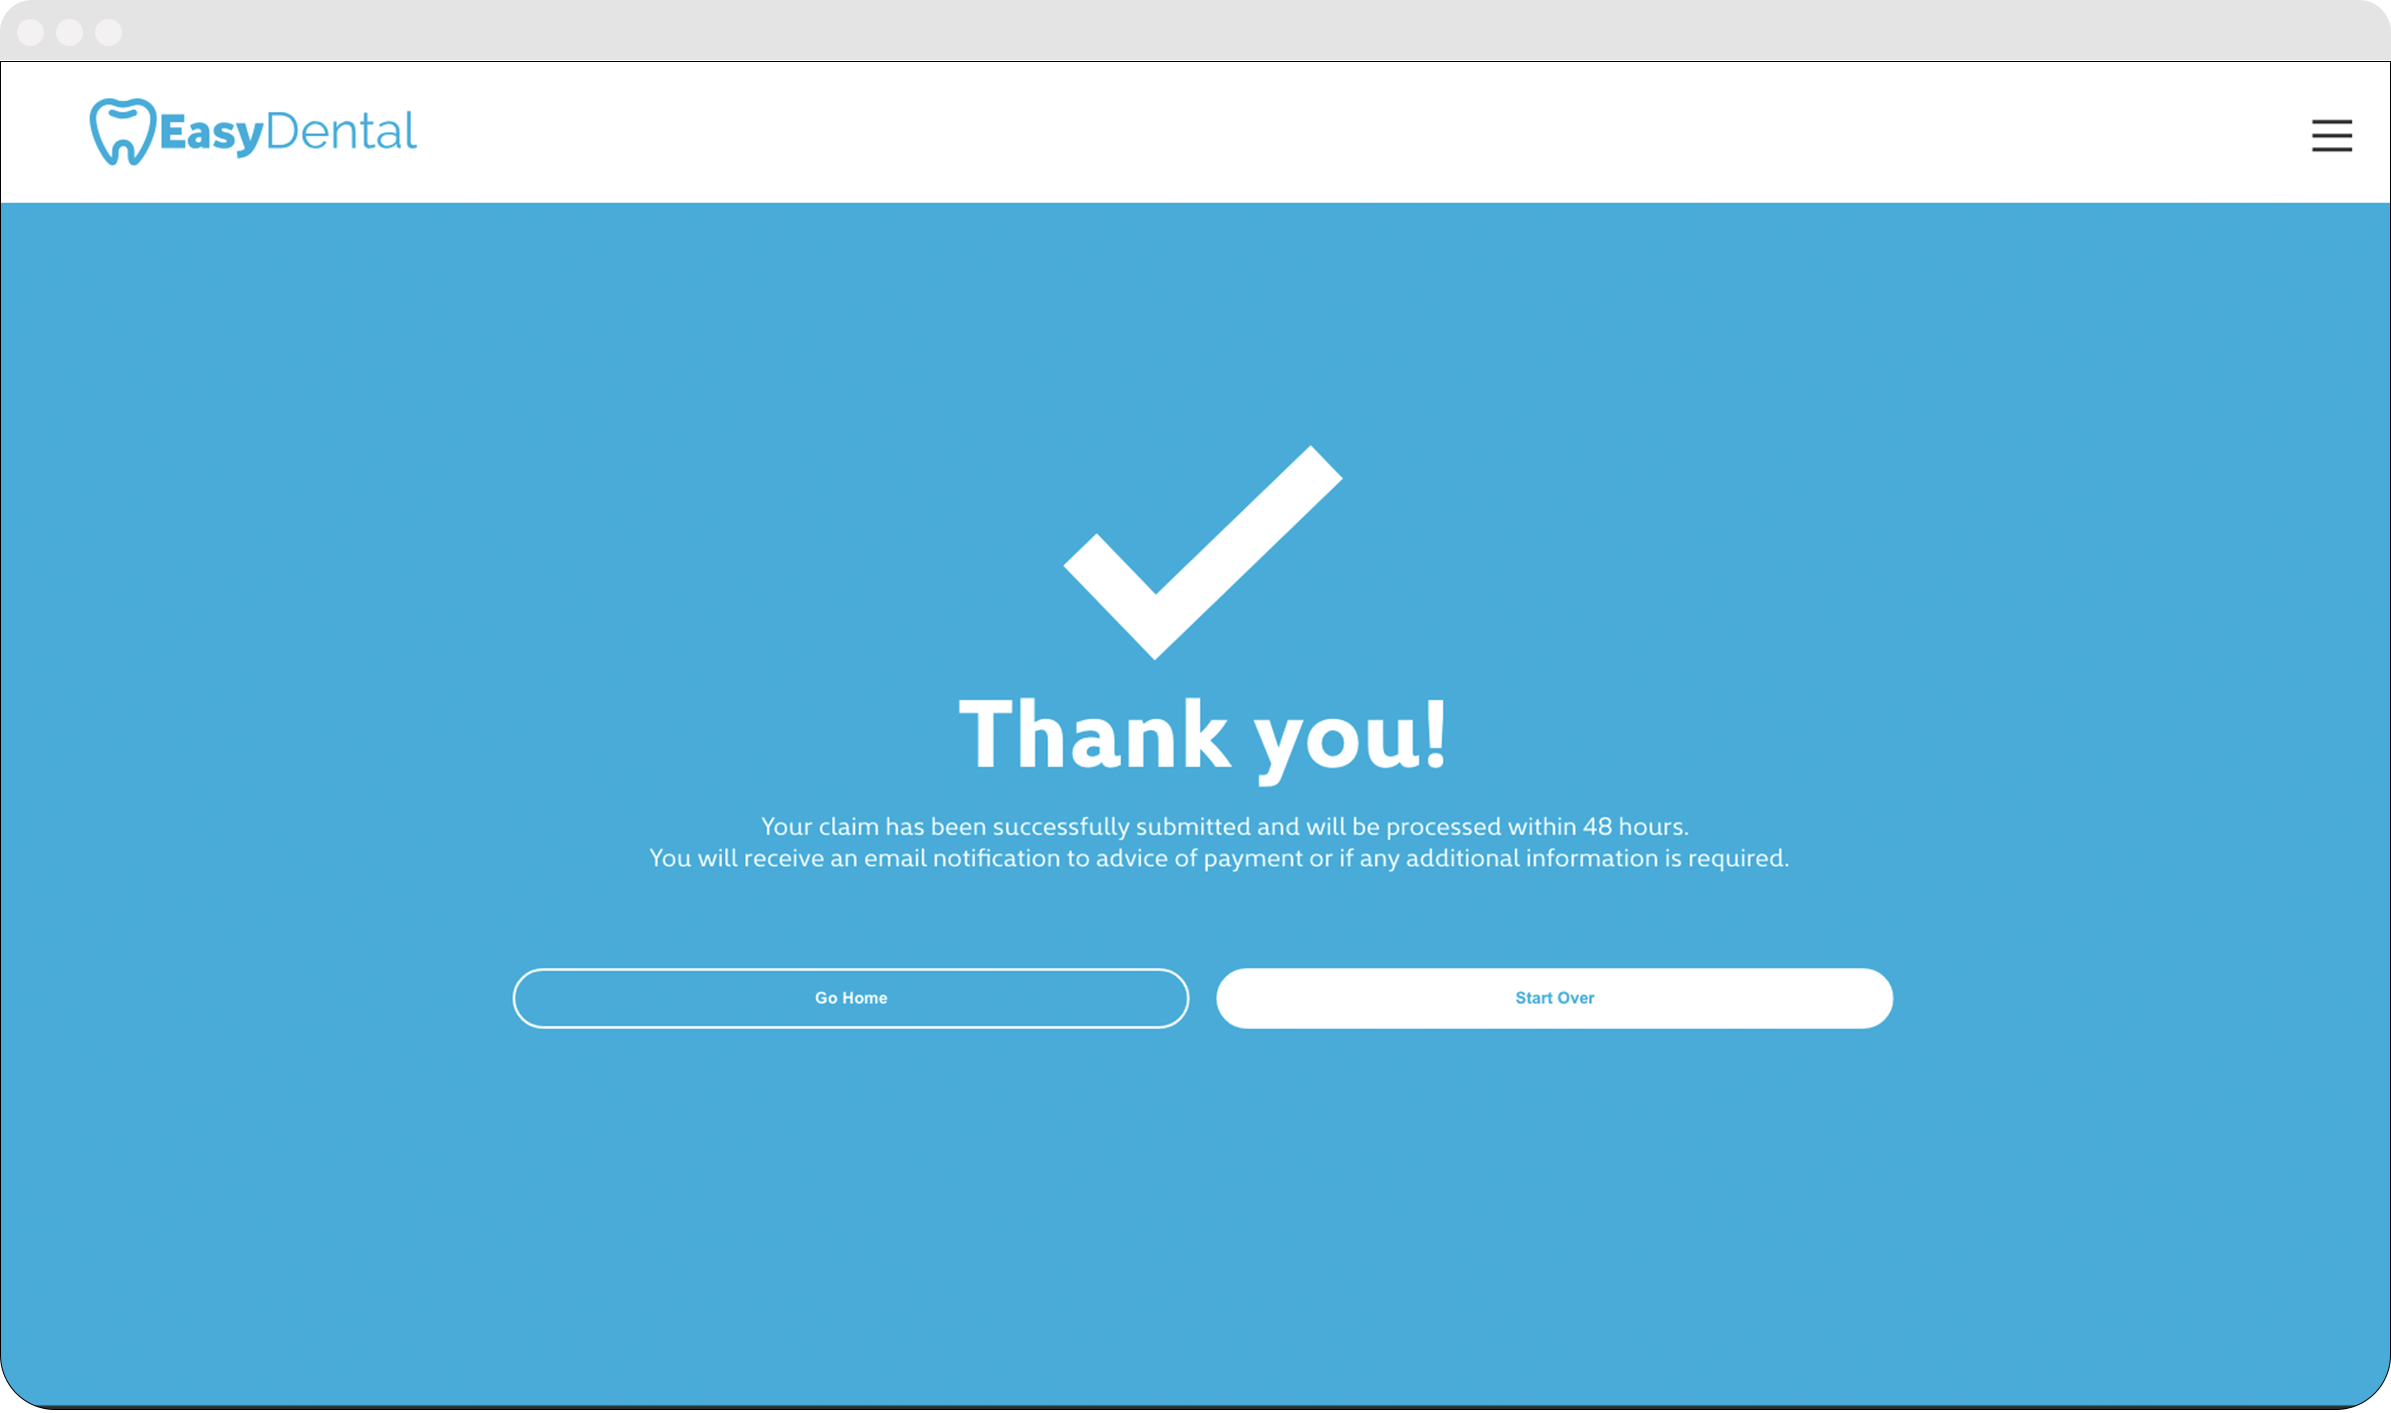 EasyDental
Thank you!
Your claim has been successfully submitted and will be processed within 48 hours.
You will receive an email notification to advice of payment or if any additional information is required.
Go Home
Start Over